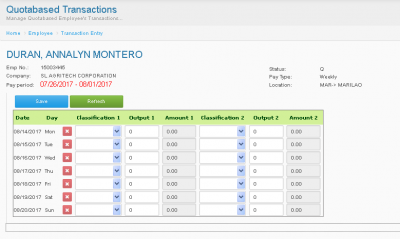 Quotabased Transactions
Manage Quotabased Employee's Transactions...
Home Employee Transaction Entity
DURAN, ANNALYN MONTERO
Emp No.: 15003445 Status: Q
Company: SL AGRITECH CORPORATION Pay Type: Weekly
Pay period: 07/26/2017 - 08/01/2017 Location: MAR-> MARILAO
Save Refresh
Date Day Classification 1 Output 1 Amount 1 Classification 2 Output 2 Amount 2
08/14/2017 Mon 0 0.00 0 0.00
08/15/2017 Tue 0 0.00 0 0.00
08/16/2017 Wed 0 0.00 0 0.00
08/17/2017 Thu 0 0.00 0 0.00
08/18/2017 Fri 0 0.00 0 0.00
08/19/2017 Sat 0 0.00 0 0.00
08/20/2017 Sun 0 0.00 0 0.00